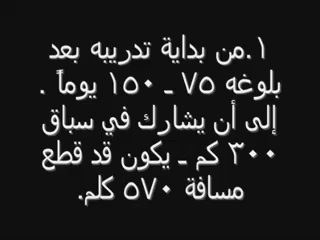 ١.من بداية تدريبه بعد
بلوغه ٧٥ ـ ١٥٠ يوماً .
إلى أن يشارك في سباق
٣٠٠ كم ـ يكون قد قطع
مسافة ٥٧٠ كلم.